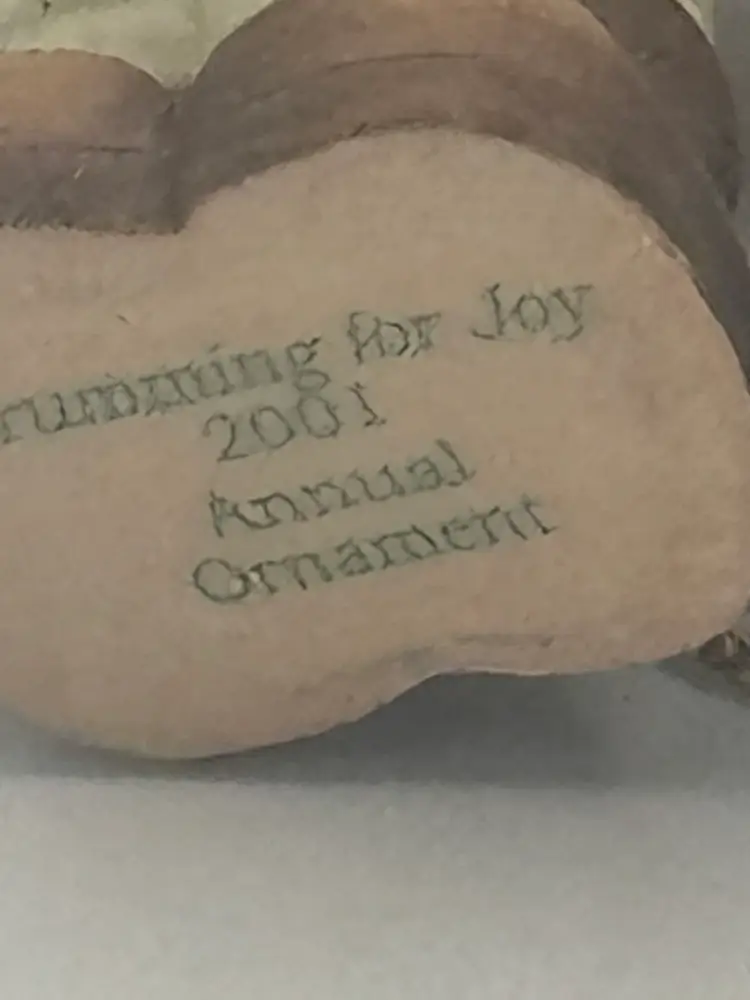 rumming for Joy
2001
Annual
Ornament